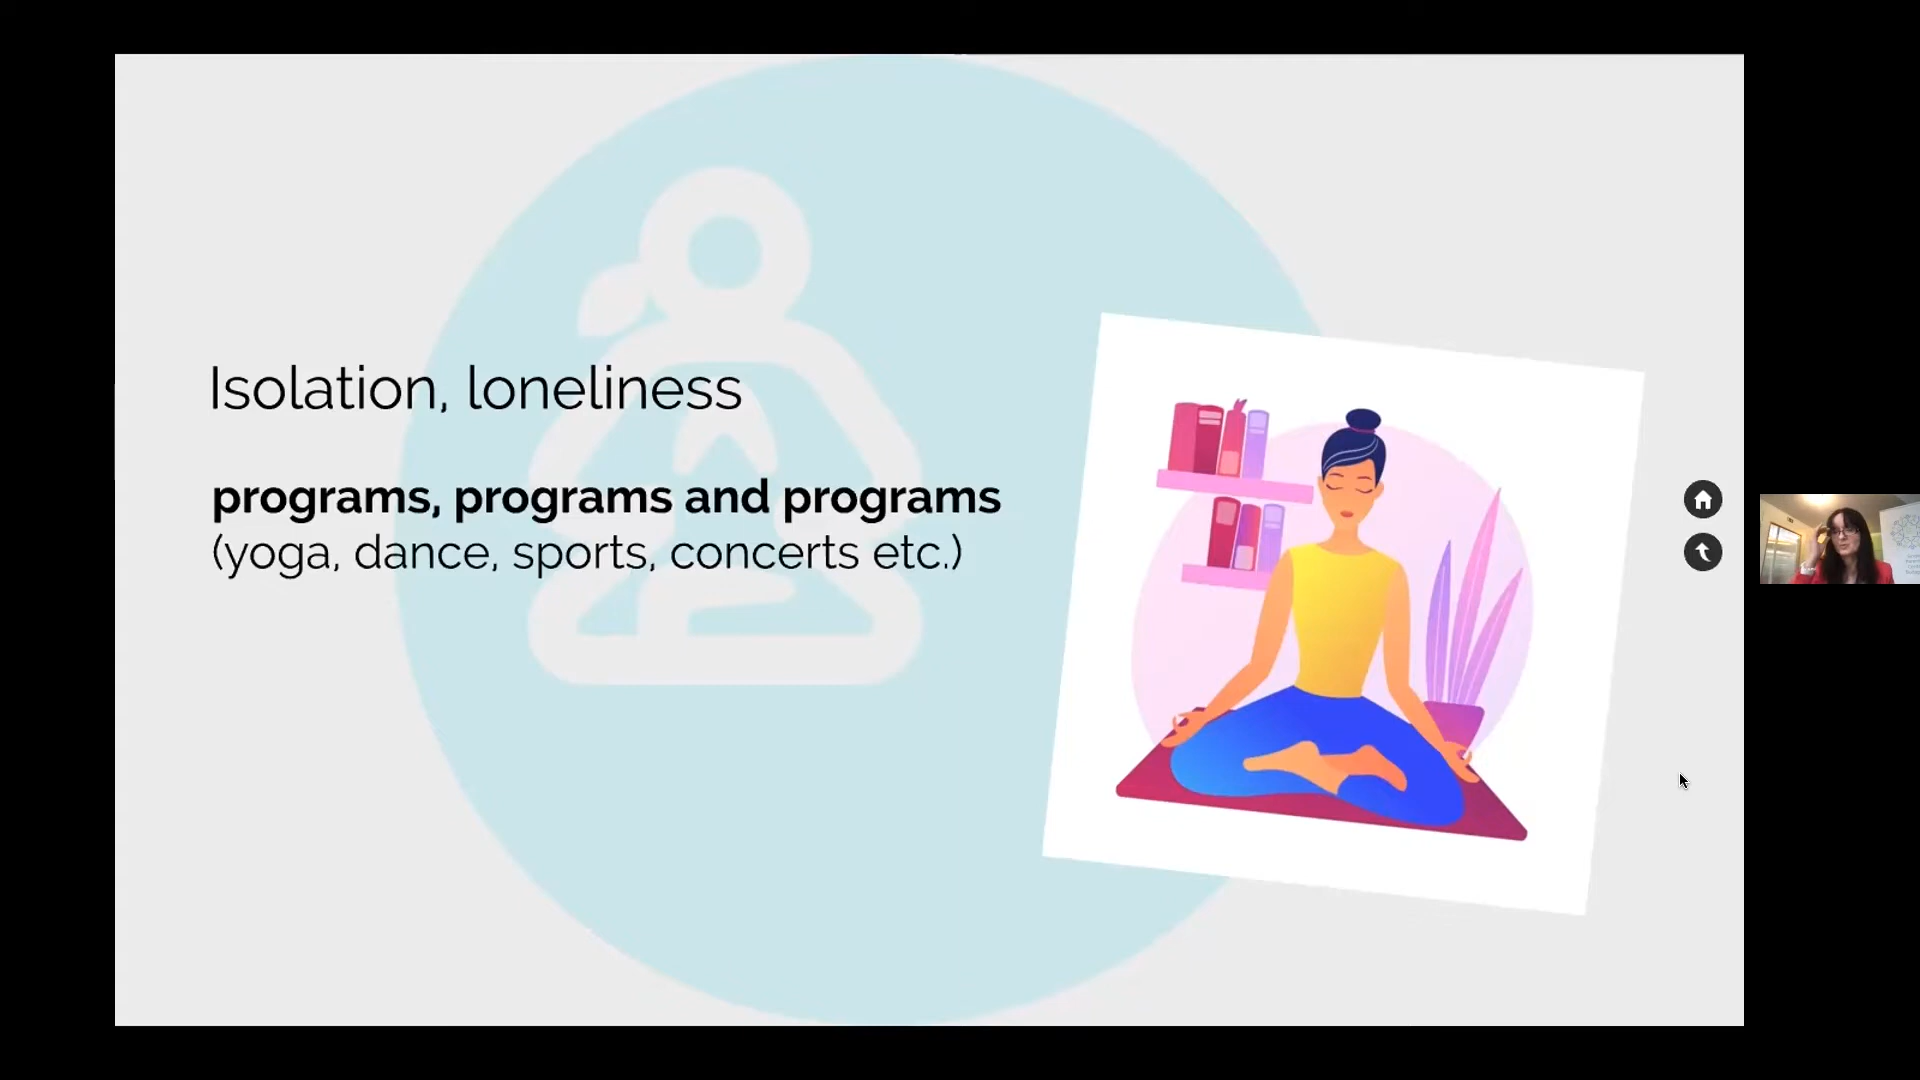 Isolation, loneliness
programs, programs and programs
(yoga, dance, sports, concerts etc.)